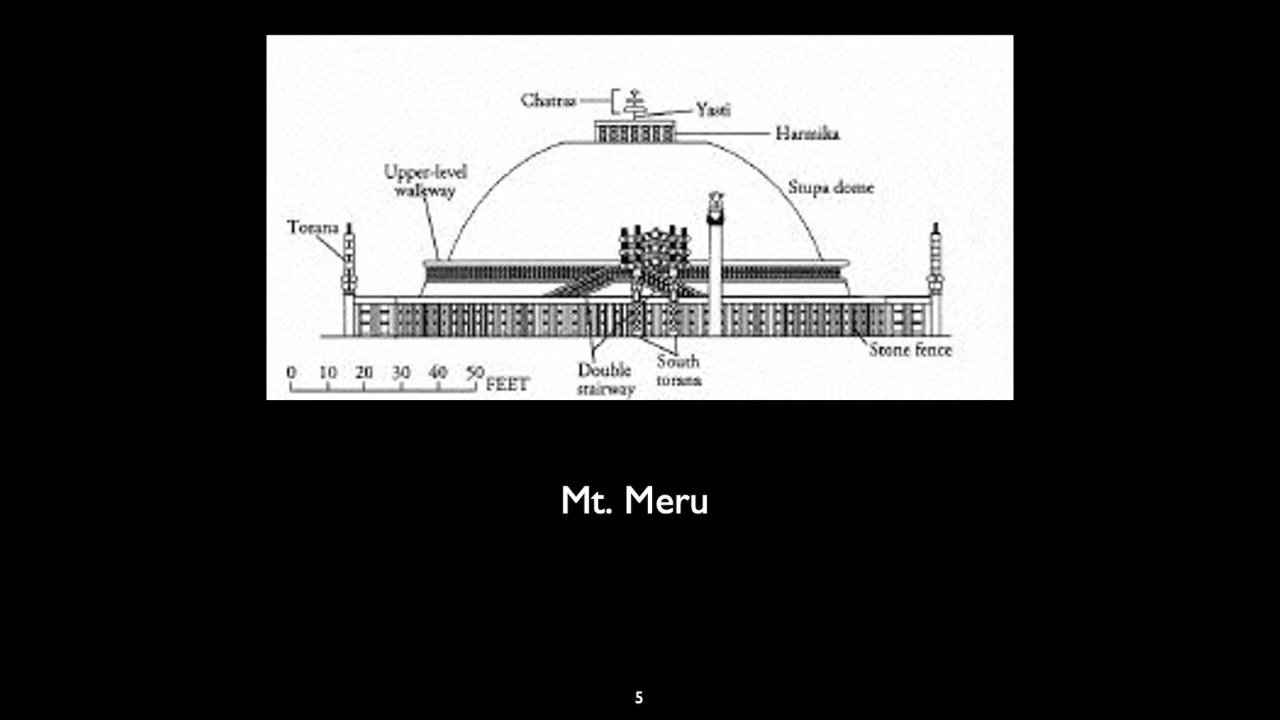 Chatras
Yasti
Harmika
Upper-level
walkway
Stupa dome
Torana
Stone fence
0 10 20 30 40 50 FEET
Double
stairway
South
torana
Mt. Meru
5